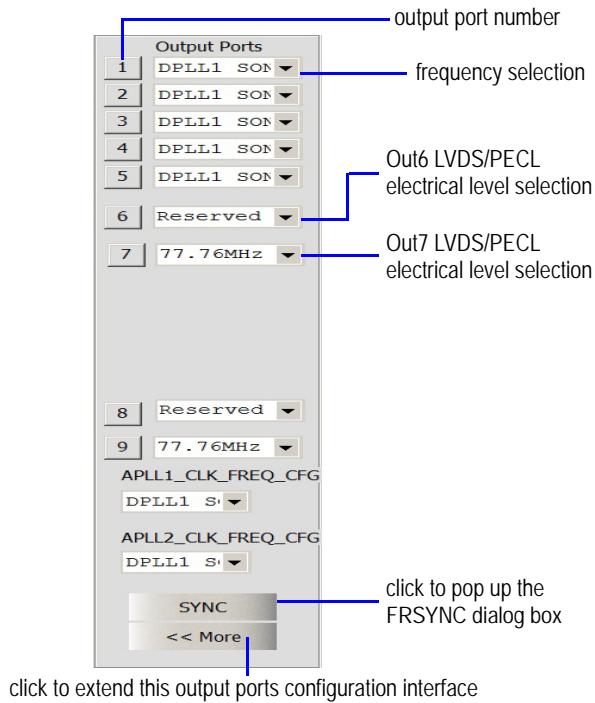 output port number
Output Ports
1 DPLL1 SON
frequency selection
2 DPLL1 SON
3 DPLL1 SON
4 DPLL1 SON
5 DPLL1 SON
Out6 LVDS/PECL
electrical level selection
6 Reserved
Out7 LVDS/PECL
electrical level selection
7 77.76MHz
8 Reserved
9 77.76MHz
APLL1_CLK_FREQ_CFG
DPLL1 S
APLL2_CLK_FREQ_CFG
DPLL1 S
SYNC
click to pop up the
FRSYNC dialog box
<< More
click to extend this output ports configuration interface